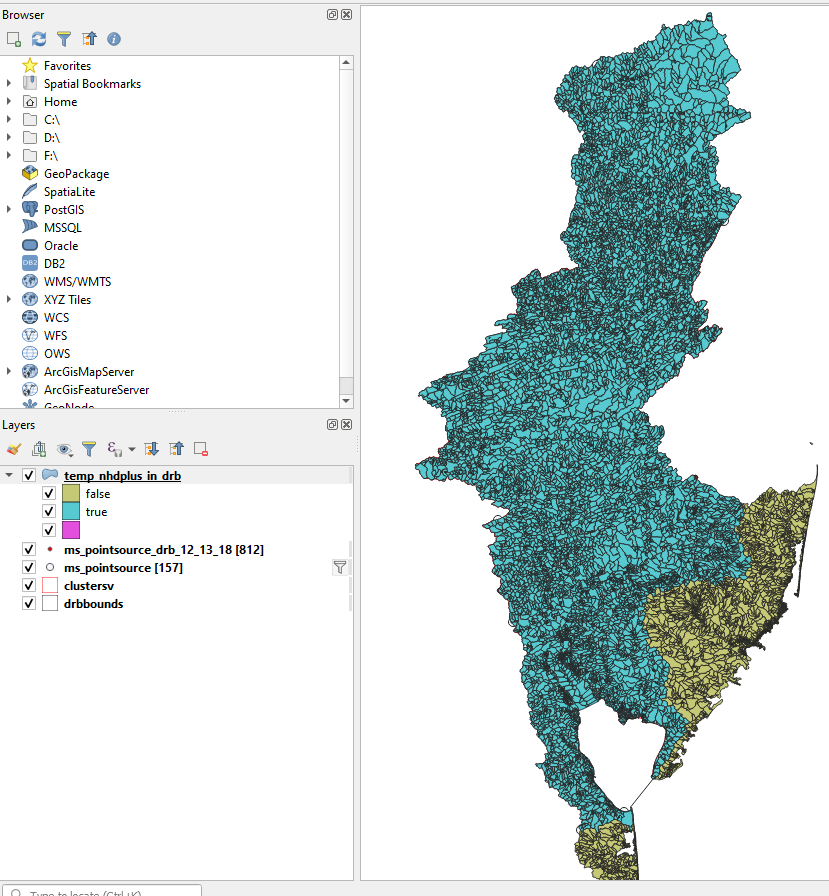 Browser
Favorites
Spatial Bookmarks
Home
C:\
D:\
F:\
GeoPackage
SpatiaLite
PostGIS
MSSQL
Oracle
DB2
DB2
WMS/WMTS
XYZ Tiles
WCS
WFS
OWS
ArcGisMapServer
ArcGisFeatureServer
GeoNode
Layers
temp_nhdplus_in_drb
false
true
ms_pointsource_drb_12_13_18 [812]
ms_pointsource [157]
clustersv
drbbounds
Type to locate (Ctrl+K)